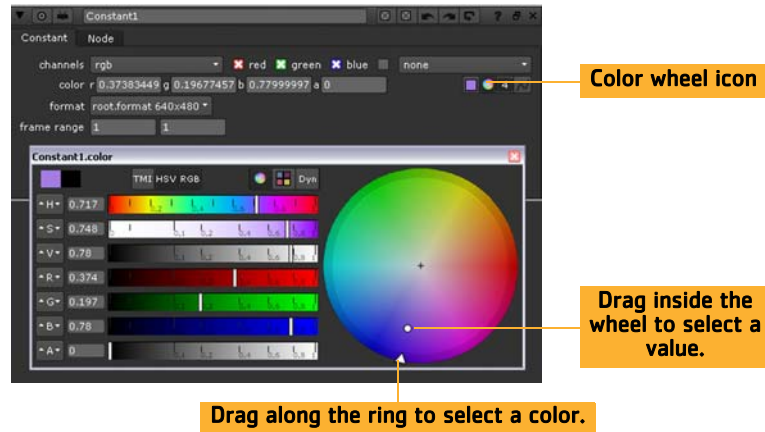 Constant1
Constant Node
channels rgb red green blue none
color r 0.37383449 g 0.19677457 b 0.77999997 a 0 4
format root.format 640x480
frame range 1 1
Color wheel icon
Constant1.color
TMI HSV RGB Dyn
H 0.717
S 0.748
V 0.78
R 0.374
G 0.197
B 0.78
A 0
Drag inside the
wheel to select a
value.
Drag along the ring to select a color.